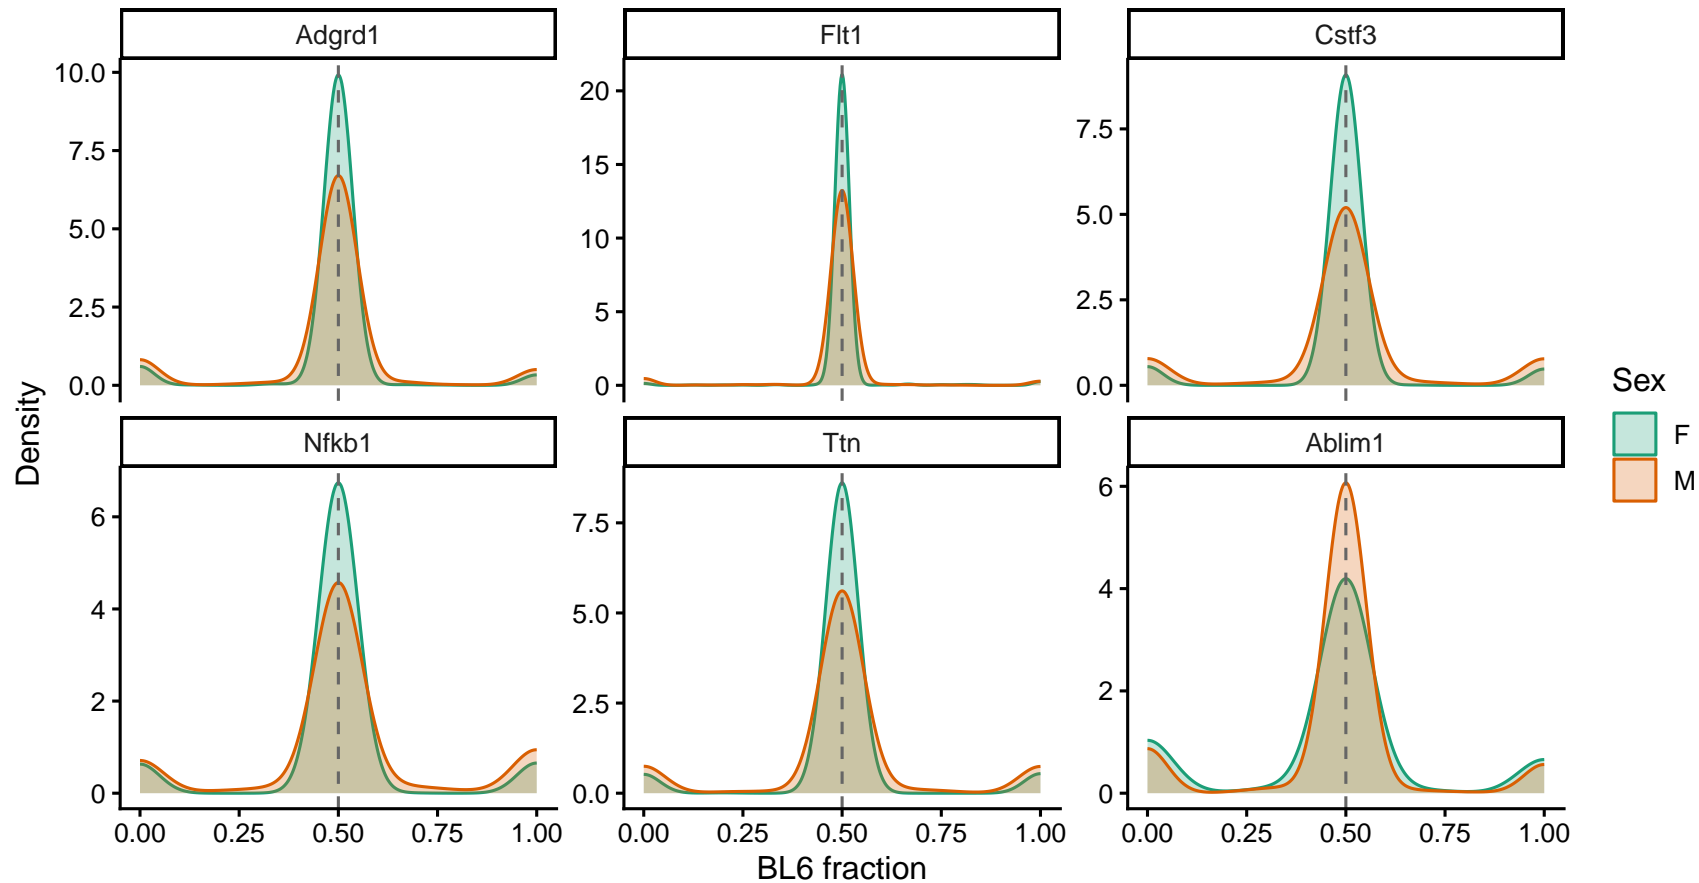 Adgrd1 Flt1 Cstf3
10.0 7.5 5.0 2.5 0.0
20 15 10 5 0
7.5 5.0 2.5 0.0
Density
Nfkb1 Ttn Ablim1
6 4 2 0
7.5 5.0 2.5 0.0
6 4 2 0
0.00 0.25 0.50 0.75 1.00 0.00 0.25 0.50 0.75 1.00 0.00 0.25 0.50 0.75 1.00
BL6 fraction
Sex
F
M